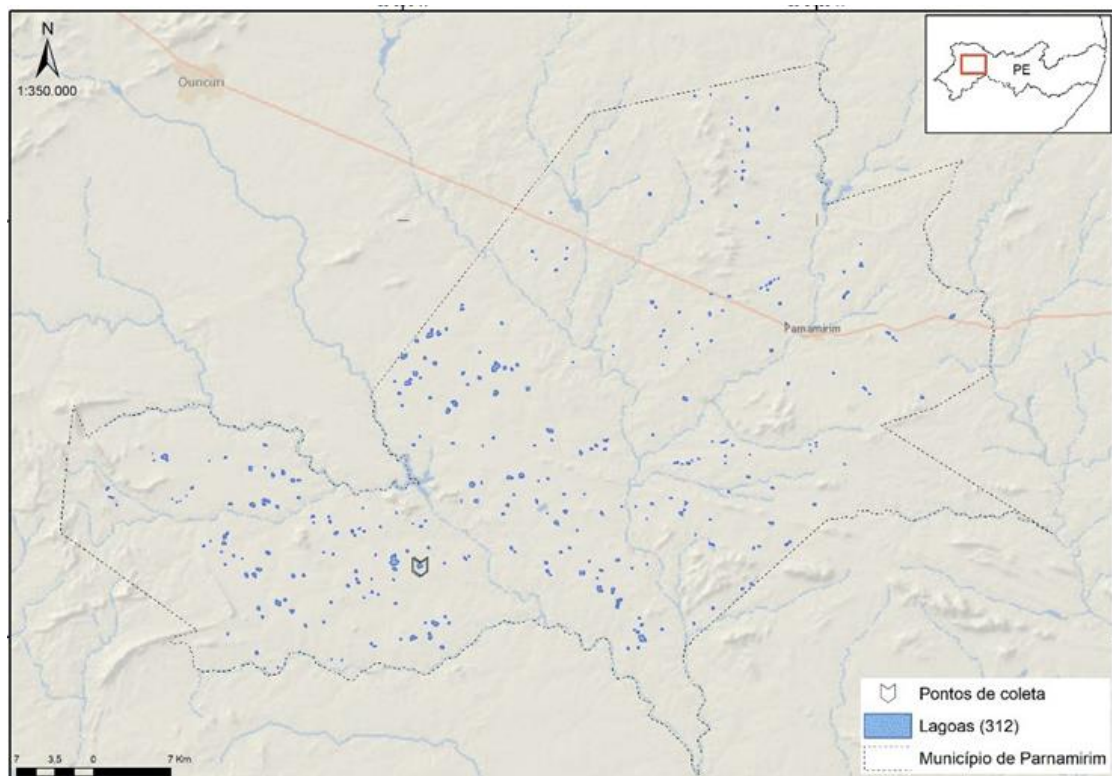 N
1:350.000
Ouricuri
PE
Parnamirim
Pontos de coleta
Lagoas (312)
Município de Parnamirim
7 3,5 0 7 Km